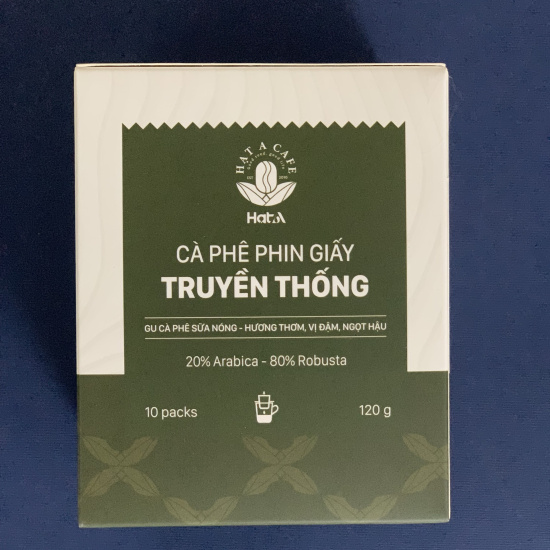 HẠT A CAFE
HatA
CÀ PHÊ PHIN GIẤY
TRUYỀN THỐNG
GU CÀ PHÊ SỮA NÓNG - HƯƠNG THƠM, VỊ ĐẬM, NGỌT HẬU
20% Arabica - 80% Robusta
10 packs
120 g